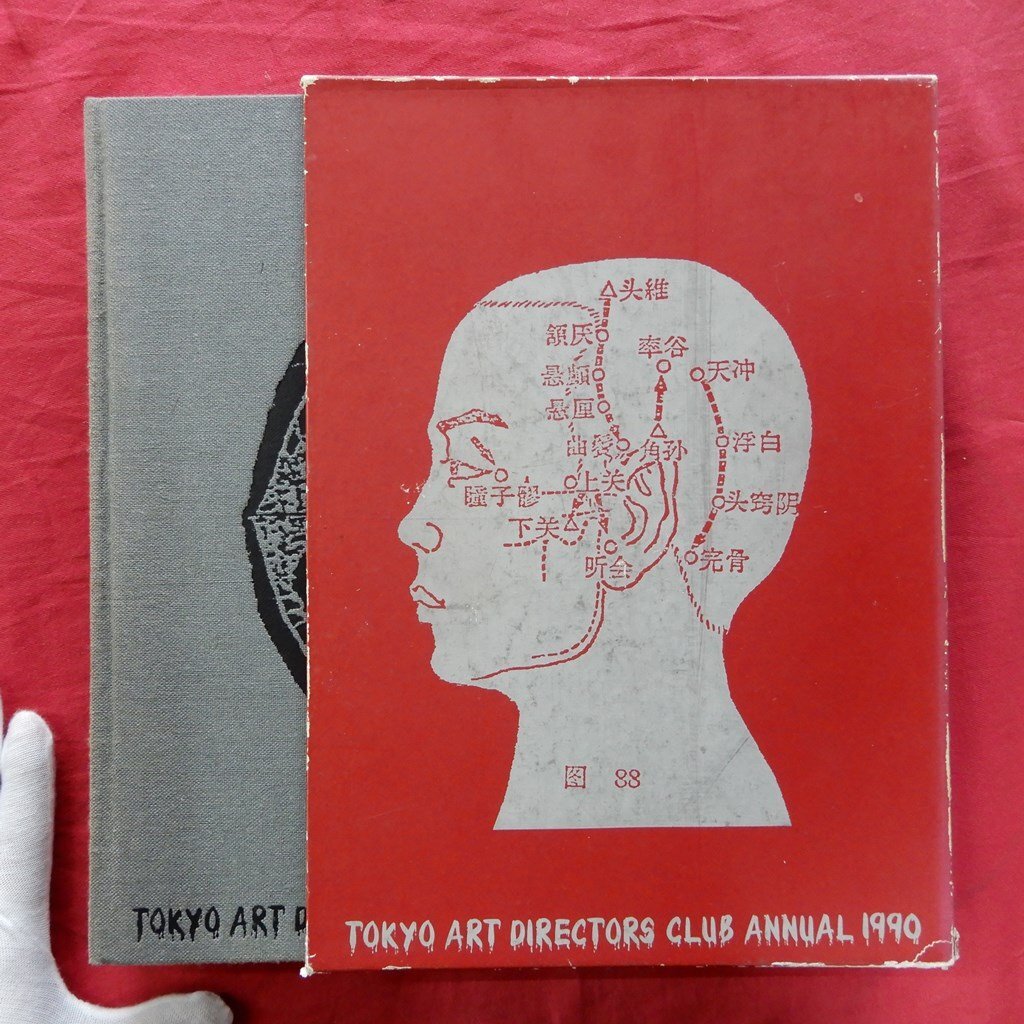 头維
頷厌
率谷
天冲
悬顱
悬厘
曲鬓
角孙
浮白
上关
瞳子髎
头窍阴
下关
完骨
听会
图 88
TOKYO ART D
TOKYO ART DIRECTORS CLUB ANNUAL 1990